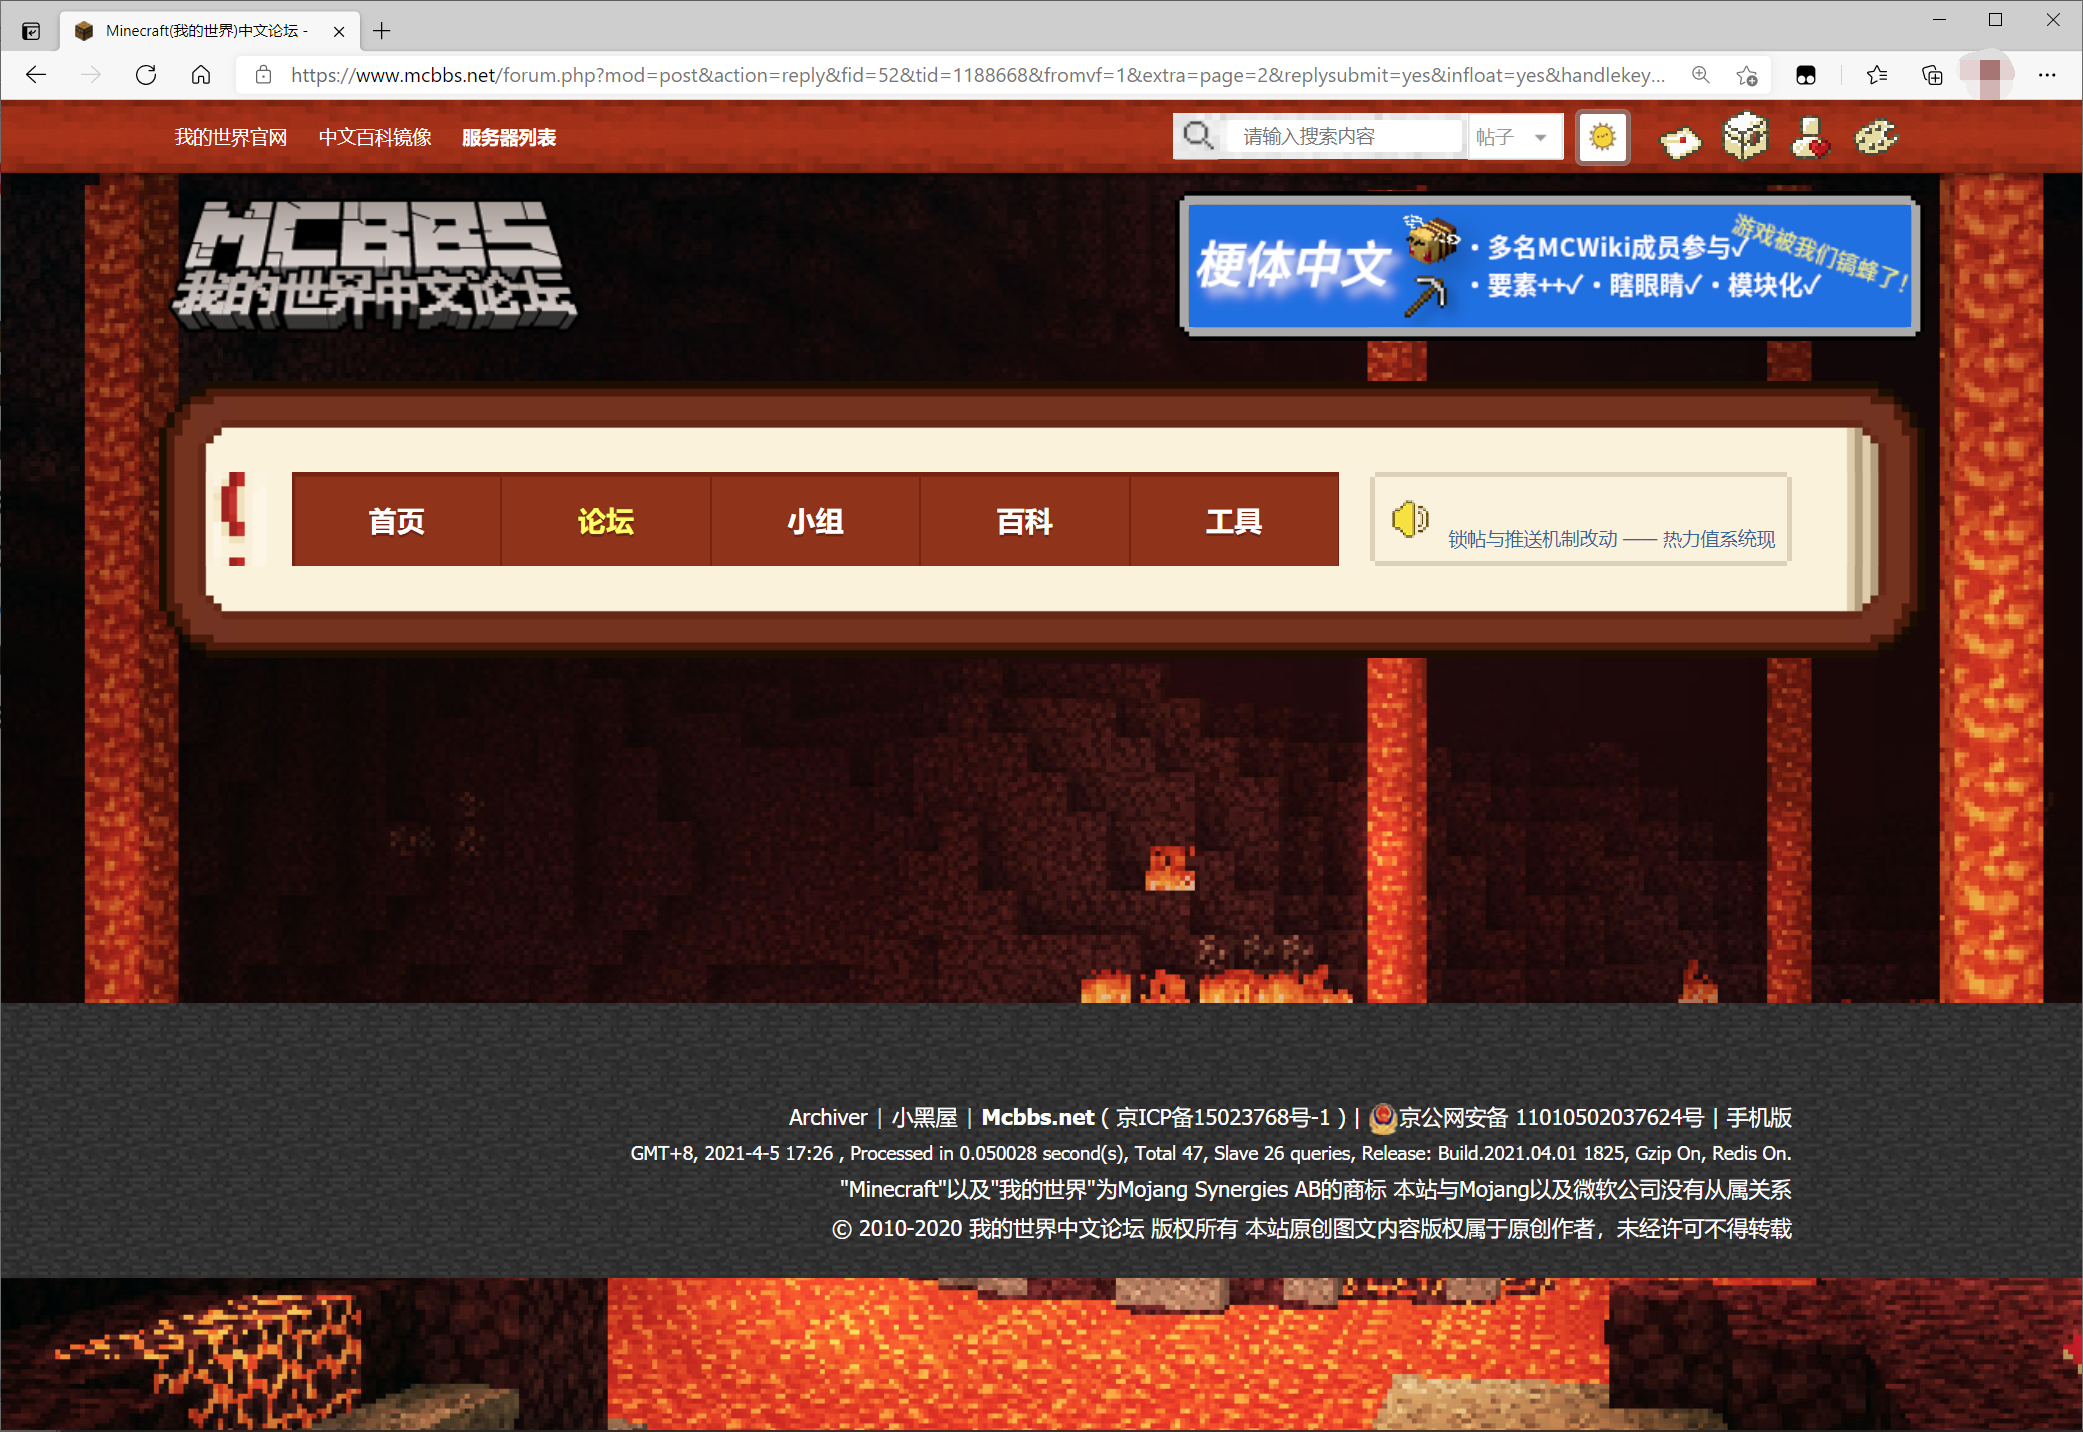 Minecraft(我的世界)中文论坛 -
https://www.mcbbs.net/forum.php?mod=post&action=reply&fid=52&tid=1188668&fromvf=1&extra=page=2&replysubmit=yes&infloat=yes&handlekey...
我的世界官网 中文百科镜像 服务器列表
请输入搜索内容 帖子
MCBBS
我的世界中文论坛
梗体中文
·多名MCWiki成员参与✓
·要素++✓·瞎眼睛✓·模块化✓
游戏被我们镐蜂了!
首页 论坛 小组 百科 工具
锁帖与推送机制改动 —— 热力值系统现
Archiver | 小黑屋 | Mcbbs.net ( 京ICP备15023768号-1 ) | 京公网安备 11010502037624号 | 手机版
GMT+8, 2021-4-5 17:26 , Processed in 0.050028 second(s), Total 47, Slave 26 queries, Release: Build.2021.04.01 1825, Gzip On, Redis On.
"Minecraft"以及"我的世界"为Mojang Synergies AB的商标 本站与Mojang以及微软公司没有从属关系
© 2010-2020 我的世界中文论坛 版权所有 本站原创图文内容版权属于原创作者，未经许可不得转载